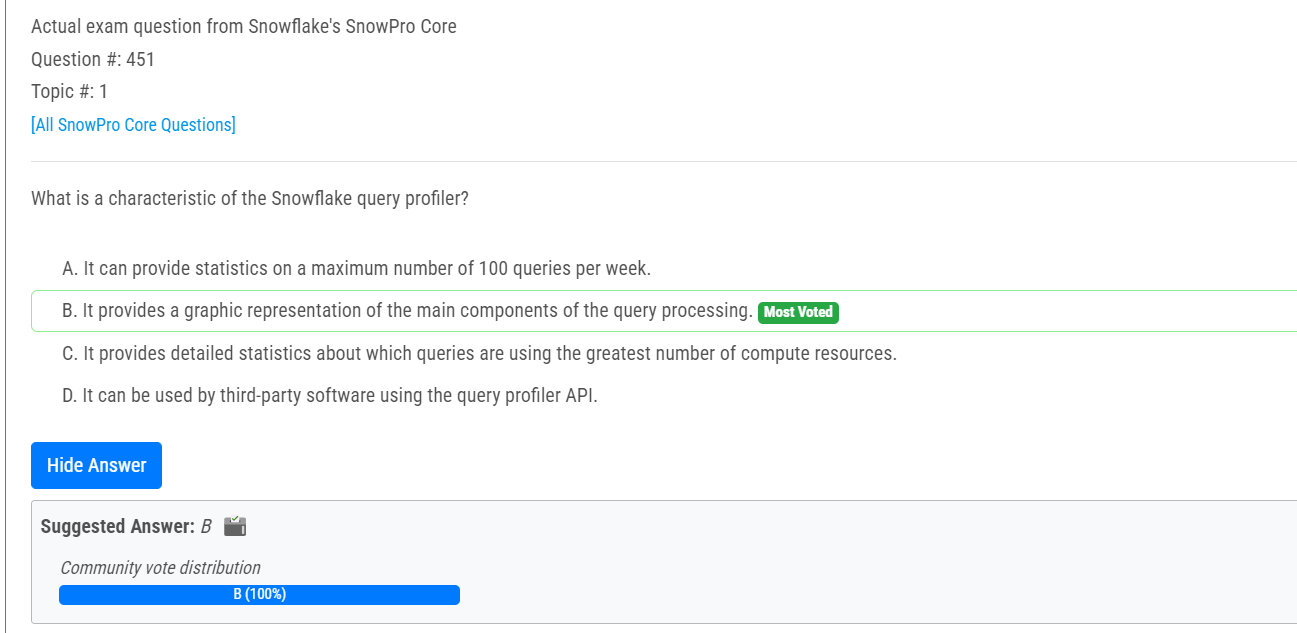 Actual exam question from Snowflake's SnowPro Core
Question #: 451
Topic #: 1
[All SnowPro Core Questions]
What is a characteristic of the Snowflake query profiler?
A. It can provide statistics on a maximum number of 100 queries per week.
B. It provides a graphic representation of the main components of the query processing. Most Voted
C. It provides detailed statistics about which queries are using the greatest number of compute resources.
D. It can be used by third-party software using the query profiler API.
Hide Answer
Suggested Answer: B
Community vote distribution
B (100%)